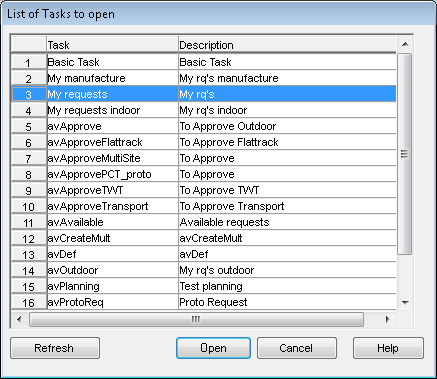 List of Tasks to open
Task Description
1 Basic Task Basic Task
2 My manufacture My rq's manufacture
3 My requests My rq's
4 My requests indoor My rq's indoor
5 avApprove To Approve Outdoor
6 avApproveFlattrack To Approve Flattrack
7 avApproveMultiSite To Approve
8 avApprovePCT_proto To Approve
9 avApproveTWT To Approve TWT
10 avApproveTransport To Approve Transport
11 avAvailable Available requests
12 avCreateMult avCreateMult
13 avDef avDef
14 avOutdoor My rq's outdoor
15 avPlanning Test planning
16 avProtoReq Proto Request
Refresh Open Cancel Help